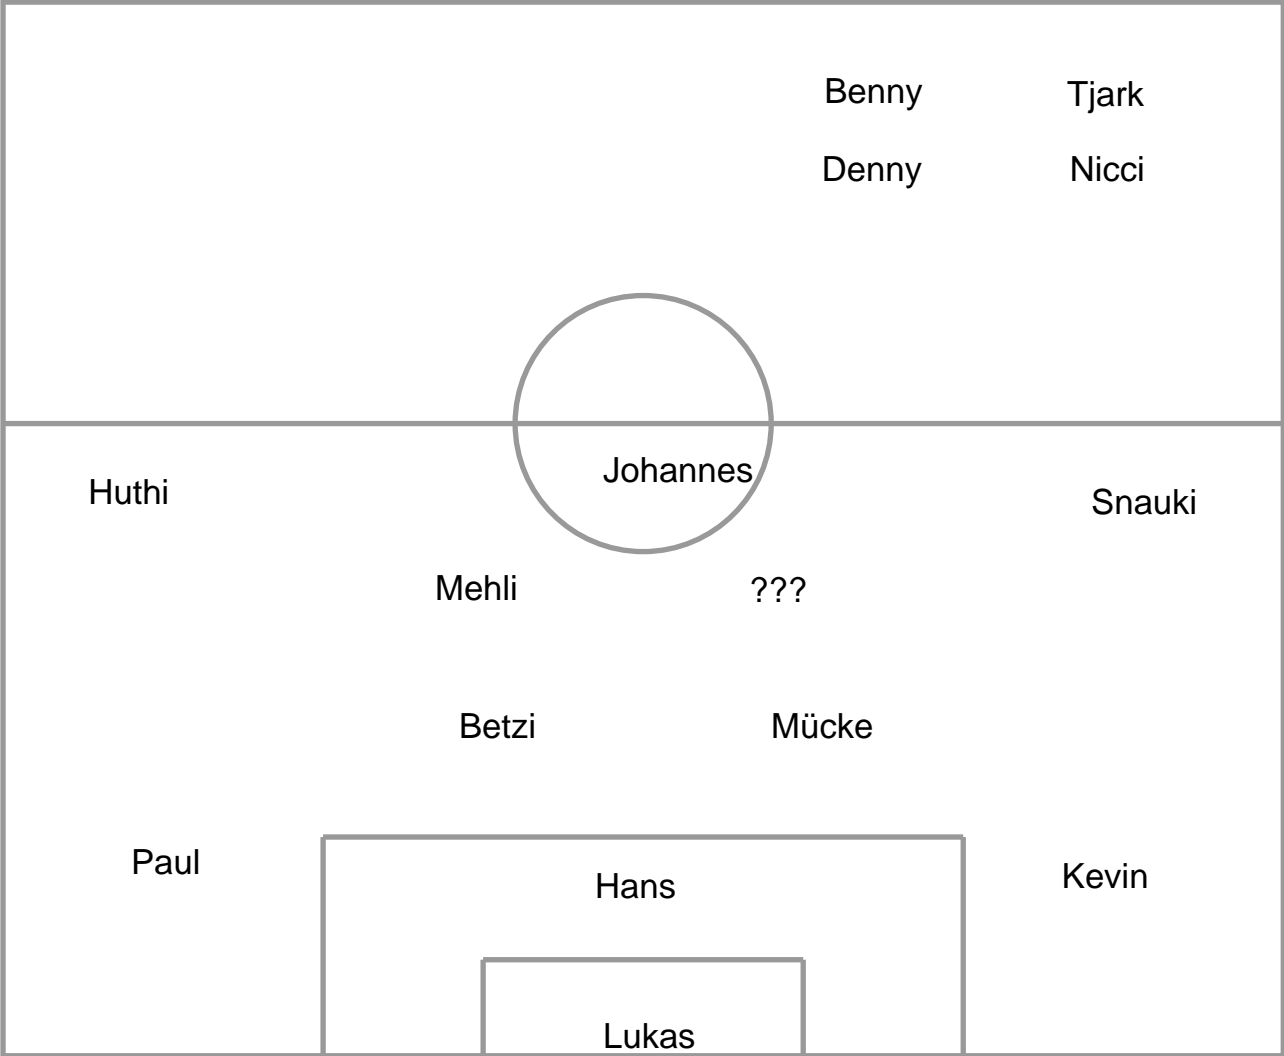 Benny Tjark
Denny Nicci
Johannes
Huthi Snauki
Mehli ???
Betzi Mücke
Paul Kevin
Hans
Lukas